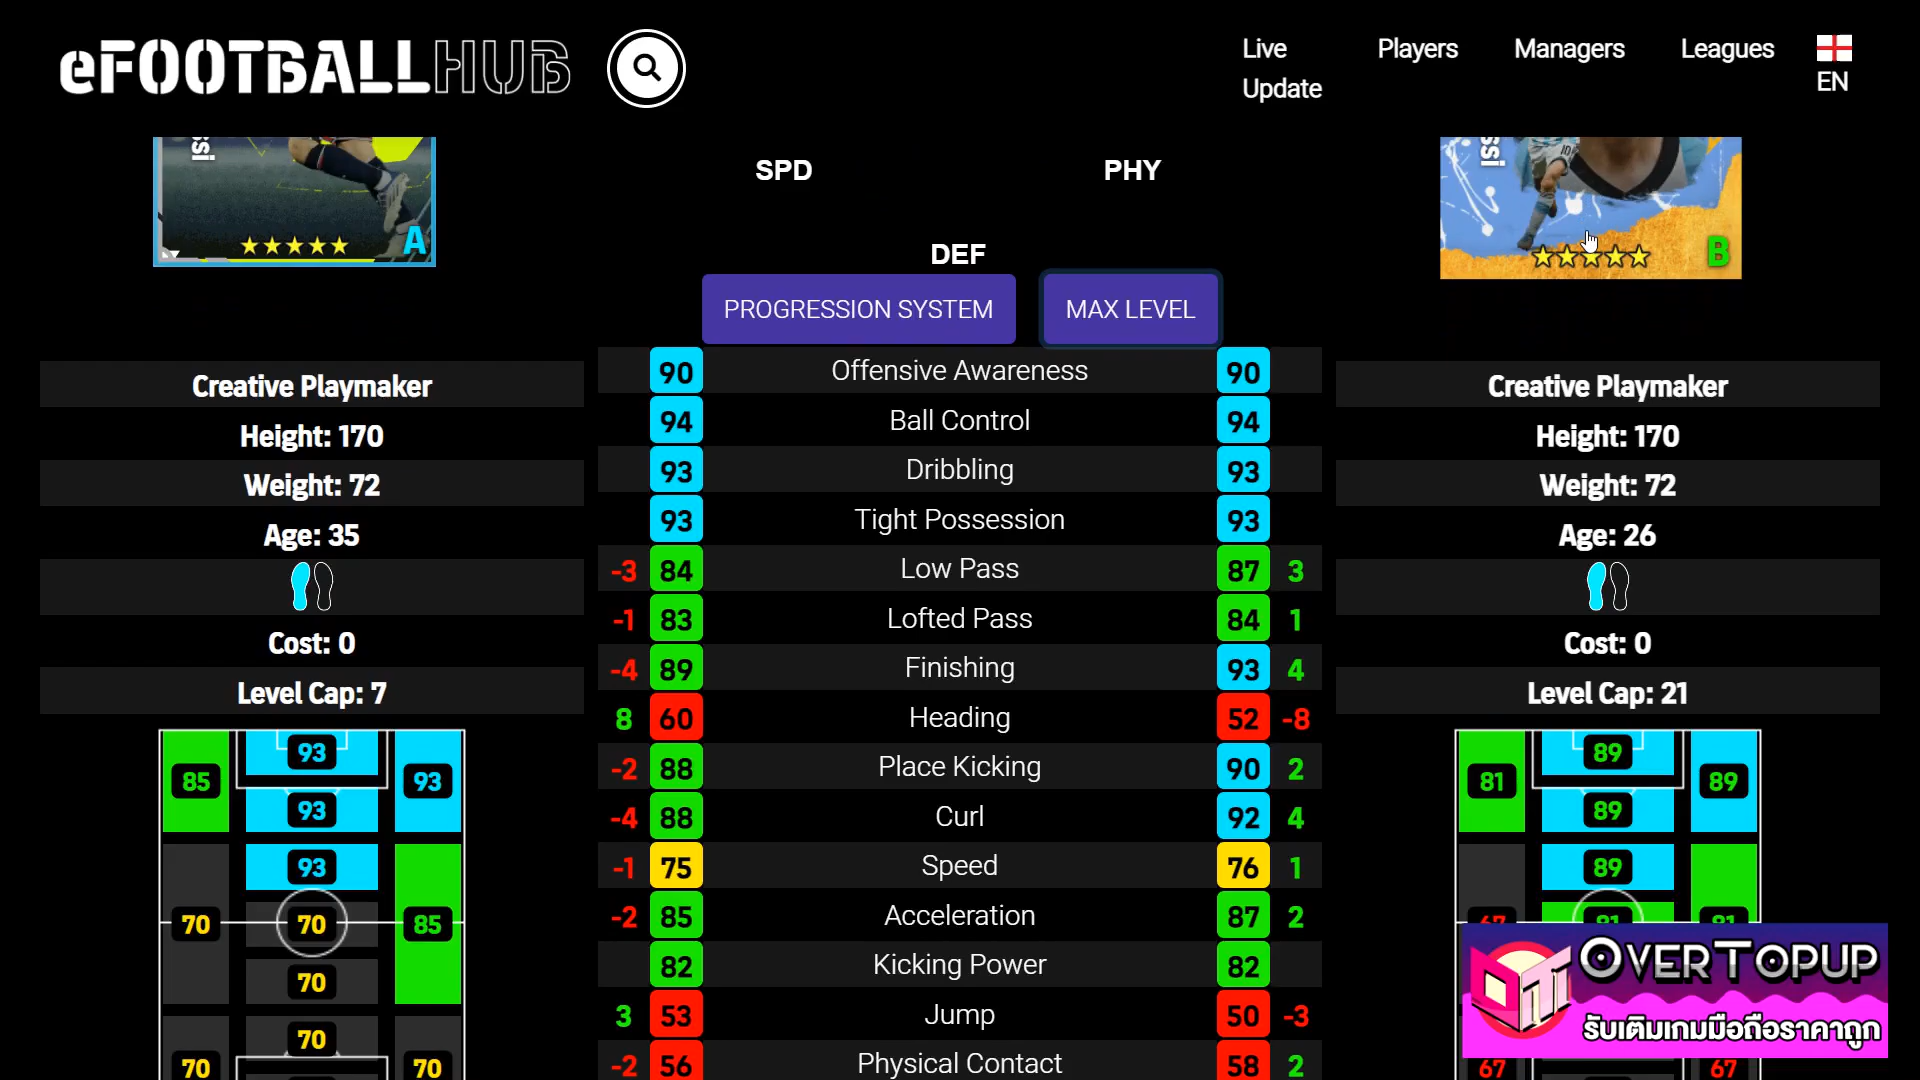 eFOOTBALLHUB
Live Update
Players
Managers
Leagues
EN
ssi
SPD
PHY
DEF
A
B
ssi
PROGRESSION SYSTEM
MAX LEVEL
Creative Playmaker
Height: 170
Weight: 72
Age: 35
Cost: 0
Level Cap: 7
90 Offensive Awareness 90
94 Ball Control 94
93 Dribbling 93
93 Tight Possession 93
-3 84 Low Pass 87 3
-1 83 Lofted Pass 84 1
-4 89 Finishing 93 4
8 60 Heading 52 -8
-2 88 Place Kicking 90 2
-4 88 Curl 92 4
-1 75 Speed 76 1
-2 85 Acceleration 87 2
82 Kicking Power 82
3 53 Jump 50 -3
-2 56 Physical Contact 58 2
Creative Playmaker
Height: 170
Weight: 72
Age: 26
Cost: 0
Level Cap: 21
93
85 93
93
93
70 70 85
70
70
70 70
89
81 89
89
89
67 81 81
67 67
OVERTOPUP
รับเติมเกมมือถือราคาถูก